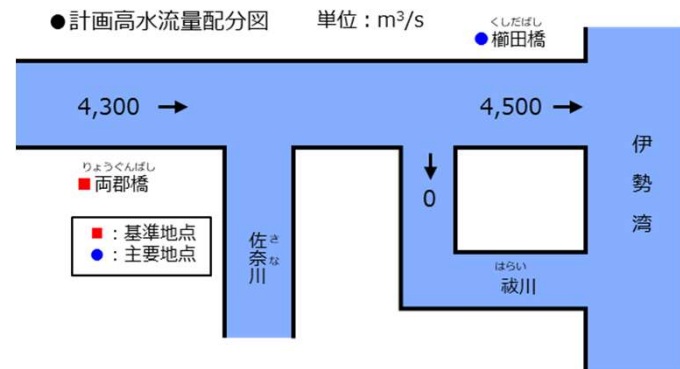 ●計画高水流量配分図 単位：m³/s
くしだばし
●櫛田橋
4,300 →
4,500 →
伊勢湾
↓
0
りょうぐんばし
■両郡橋
■：基準地点
●：主要地点
佐奈川
さな
はらい
祓川